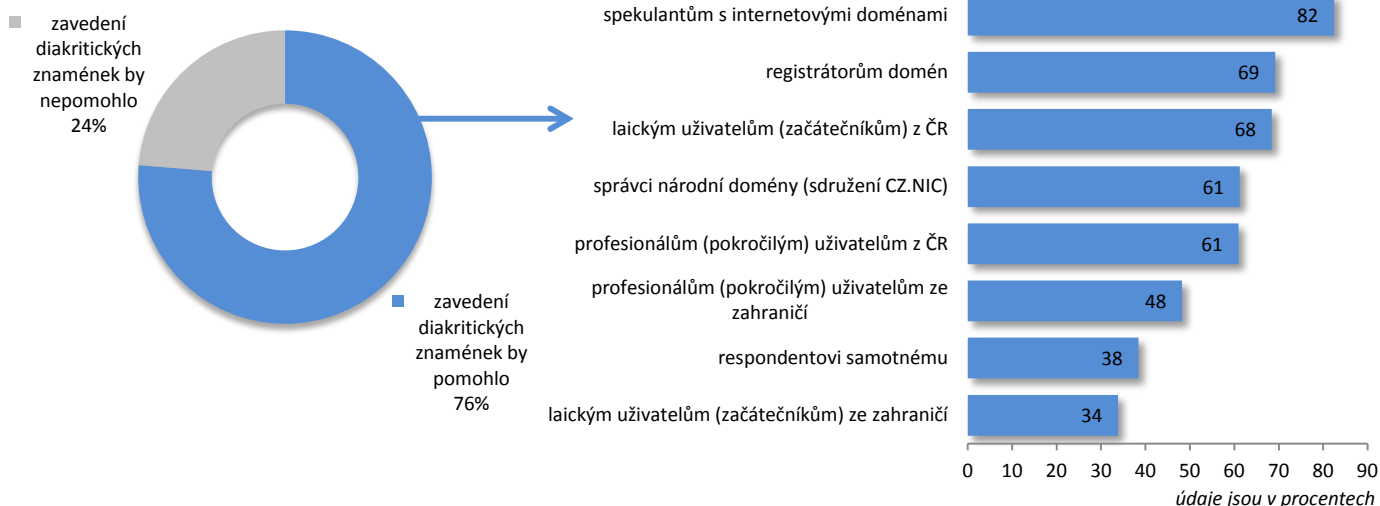 zavedení
diakritických
znamének by
nepomohlo
24%
zavedení
diakritických
znamének by
pomohlo
76%
spekulantům s internetovými doménami
82
registrátorům domén
69
laickým uživatelům (začátečníkům) z ČR
68
správci národní domény (sdružení CZ.NIC)
61
profesionálům (pokročilým) uživatelům z ČR
61
profesionálům (pokročilým) uživatelům ze
zahraničí
48
respondentovi samotnému
38
laickým uživatelům (začátečníkům) ze zahraničí
34
0 10 20 30 40 50 60 70 80 90
údaje jsou v procentech